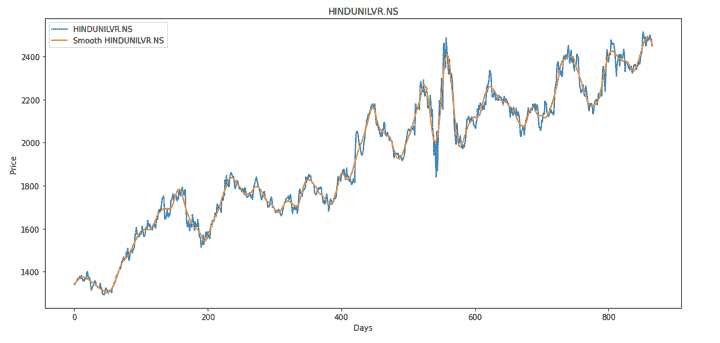 HINDUNILVR.NS
HINDUNILVR.NS
Smooth HINDUNILVR.NS
2400
2200
2000
1800
1600
1400
Price
0 200 400 600 800
Days